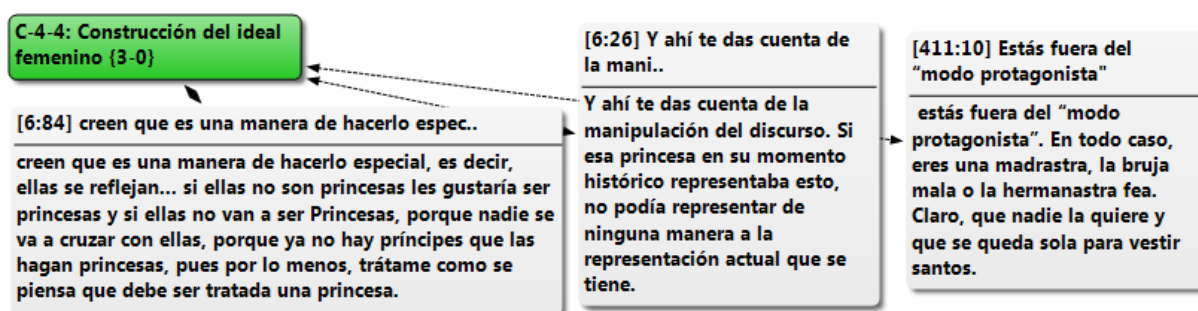 C-4-4: Construcción del ideal
femenino {3-0}
[6:84] creen que es una manera de hacerlo espec..
creen que es una manera de hacerlo especial, es decir,
ellas se reflejan... si ellas no son princesas les gustaría ser
princesas y si ellas no van a ser Princesas, porque nadie se
va a cruzar con ellas, porque ya no hay príncipes que las
hagan princesas, pues por lo menos, trátame como se
piensa que debe ser tratada una princesa.
[6:26] Y ahí te das cuenta de
la mani..
Y ahí te das cuenta de la
manipulación del discurso. Si
esa princesa en su momento
histórico representaba esto,
no podía representar de
ninguna manera a la
representación actual que se
tiene.
[411:10] Estás fuera del
“modo protagonista"
estás fuera del “modo
protagonista”. En todo caso,
eres una madrastra, la bruja
mala o la hermanastra fea.
Claro, que nadie la quiere y
que se queda sola para vestir
santos.